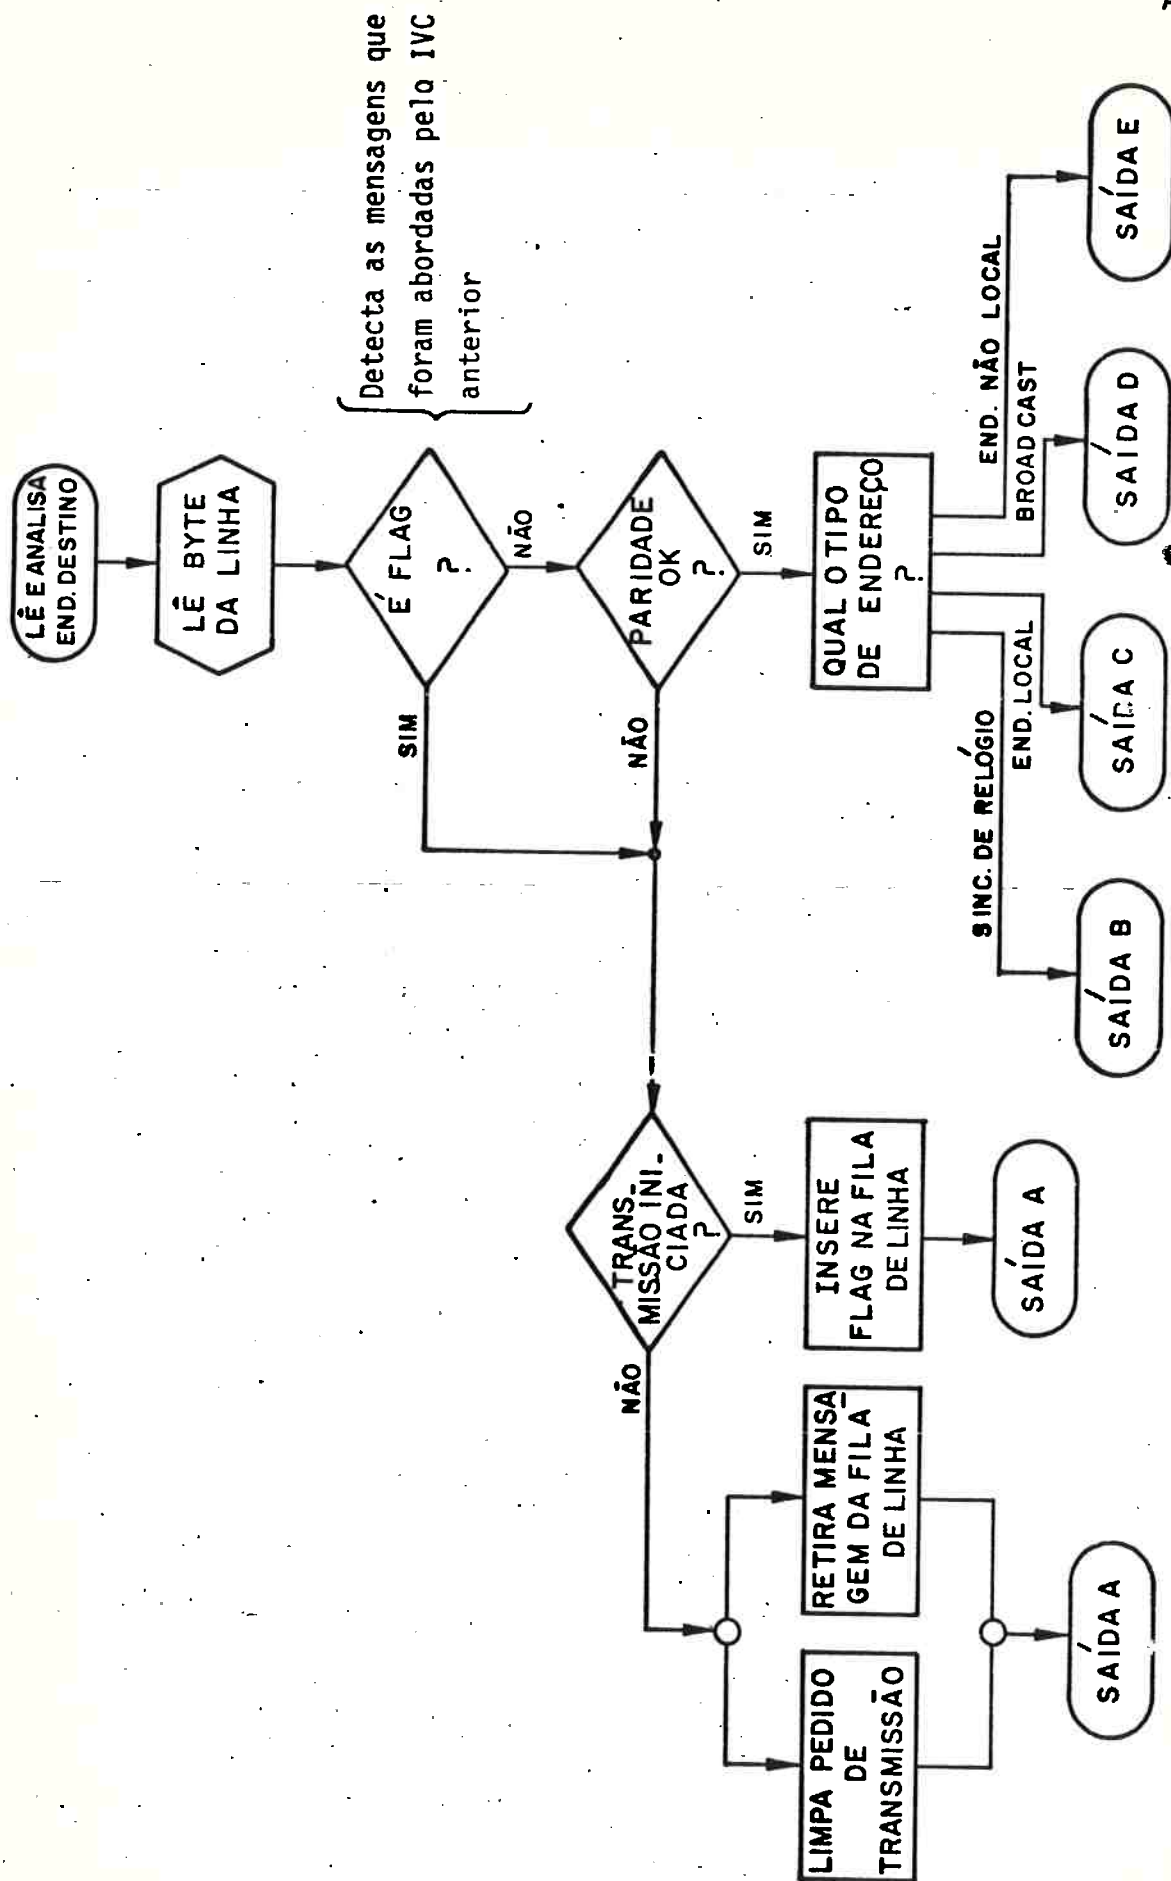 LÊ E ANALISA
END. DESTINO
LÊ BYTE
DA LINHA
É FLAG
?
Detecta as mensagens que
foram abordadas pelo IVC
anterior
SIM
NÃO
PARIDADE
OK
?
NÃO
SIM
QUAL O TIPO
DE ENDEREÇO
?
SINC. DE RELÓGIO
END. LOCAL
BROAD CAST
END. NÃO LOCAL
SAÍDA B
SAÍDA C
SAÍDA D
SAÍDA E
TRANS_
MISSÃO INI_
CIADA
?
NÃO
SIM
LIMPA PEDIDO
DE
TRANSMISSÃO
RETIRA MENSA_
GEM DA FILA
DE LINHA
INSERE
FLAG NA FILA
DE LINHA
SAÍDA A
SAÍDA A